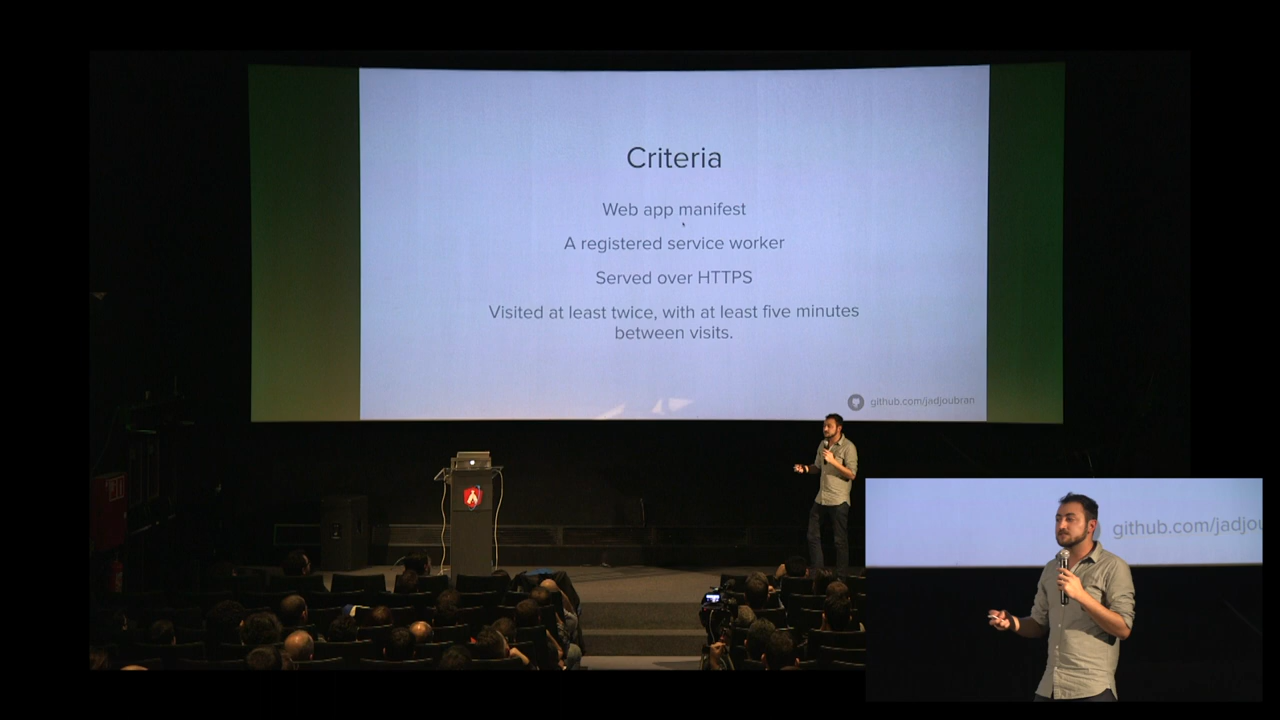 Criteria
Web app manifest
A registered service worker
Served over HTTPS
Visited at least twice, with at least five minutes
between visits.
github.com/jadjoubran
github.com/jadjou